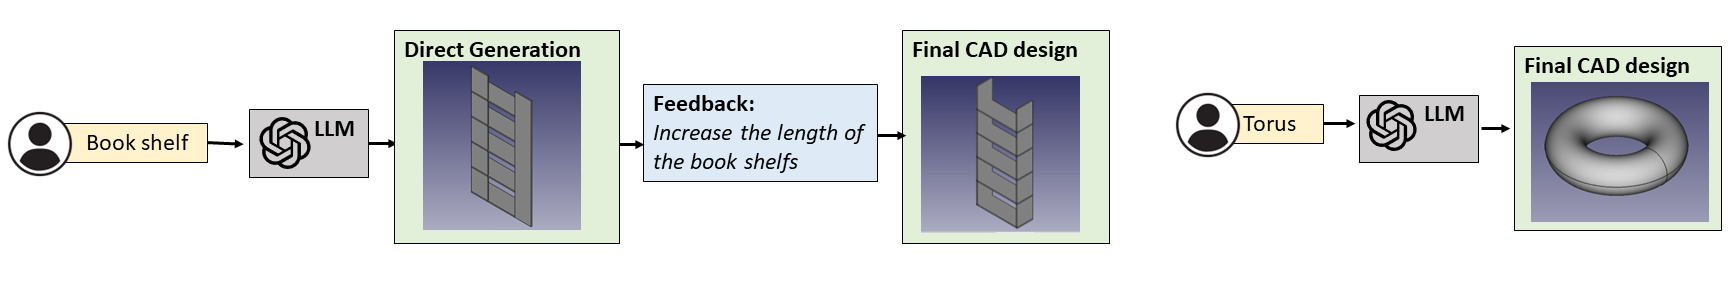 Book shelf
LLM
Direct Generation
Feedback:
Increase the length of
the book shelfs
Final CAD design
Torus
LLM
Final CAD design